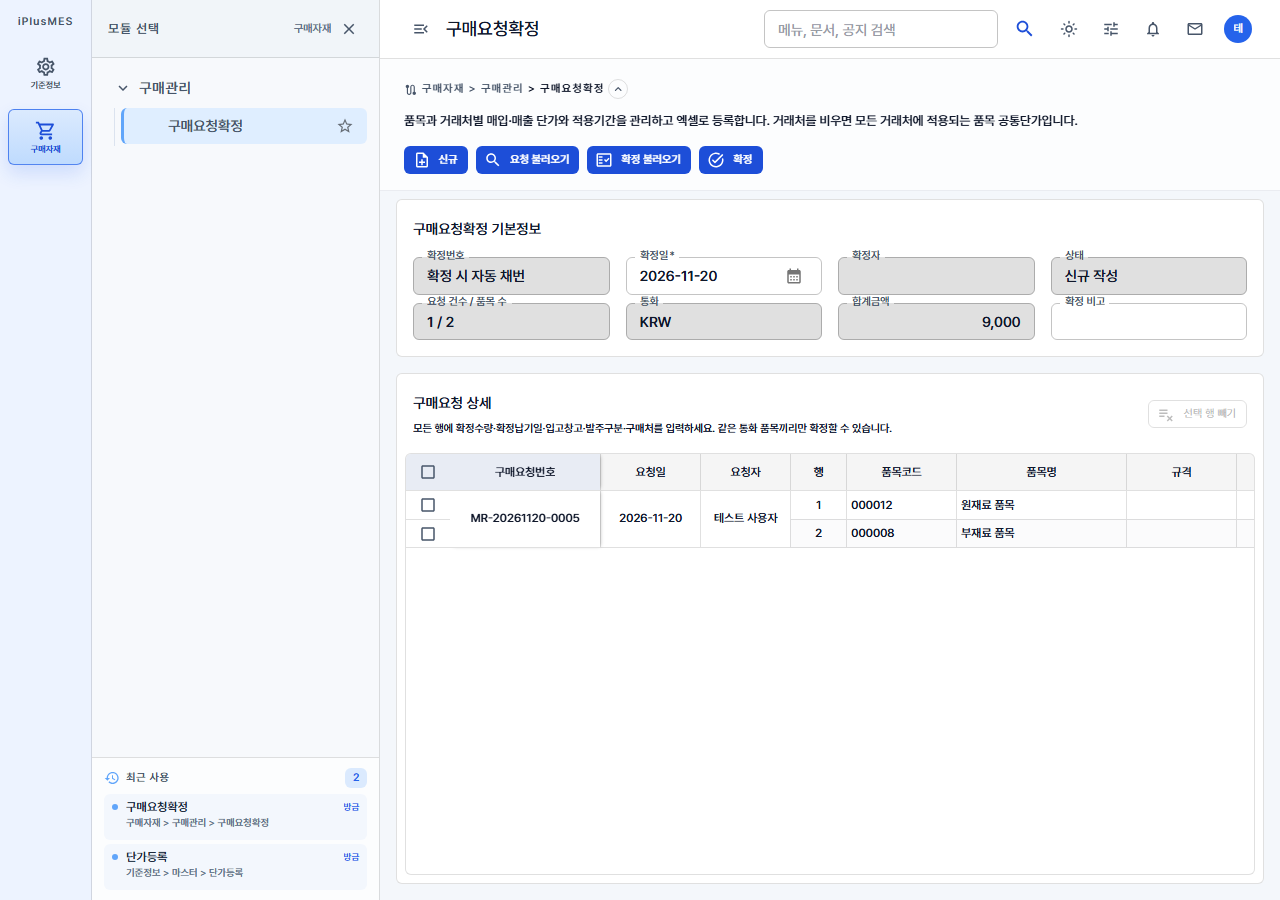 iPlusMES
기준정보
구매자재
모듈 선택
구매자재
구매관리
구매요청확정
최근 사용
2
구매요청확정
방금
구매자재 > 구매관리 > 구매요청확정
단가등록
방금
기준정보 > 마스터 > 단가등록
구매요청확정
메뉴, 문서, 공지 검색
테
구매자재 > 구매관리 > 구매요청확정
품목과 거래처별 매입·매출 단가와 적용기간을 관리하고 엑셀로 등록합니다. 거래처를 비우면 모든 거래처에 적용되는 품목 공통단가입니다.
신규
요청 불러오기
확정 불러오기
확정
구매요청확정 기본정보
확정번호
확정 시 자동 채번
확정일*
2026-11-20
확정자
상태
신규 작성
요청 건수 / 품목 수
1 / 2
통화
KRW
합계금액
9,000
확정 비고
구매요청 상세
모든 행에 확정수량·확정납기일·입고창고·발주구분·구매처를 입력하세요. 같은 통화 품목끼리만 확정할 수 있습니다.
선택 행 빼기
구매요청번호 요청일 요청자 행 품목코드 품목명 규격
MR-20261120-0005 2026-11-20 테스트 사용자
1 000012 원재료 품목
2 000008 부재료 품목